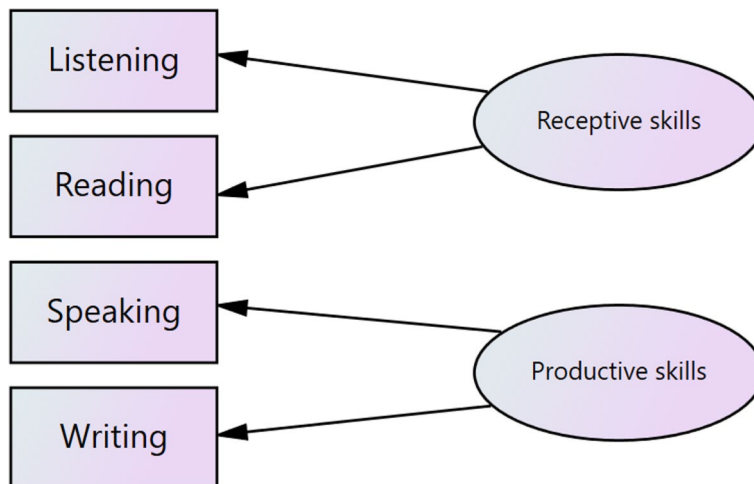 Listening
Receptive skills
Reading
Speaking
Productive skills
Writing